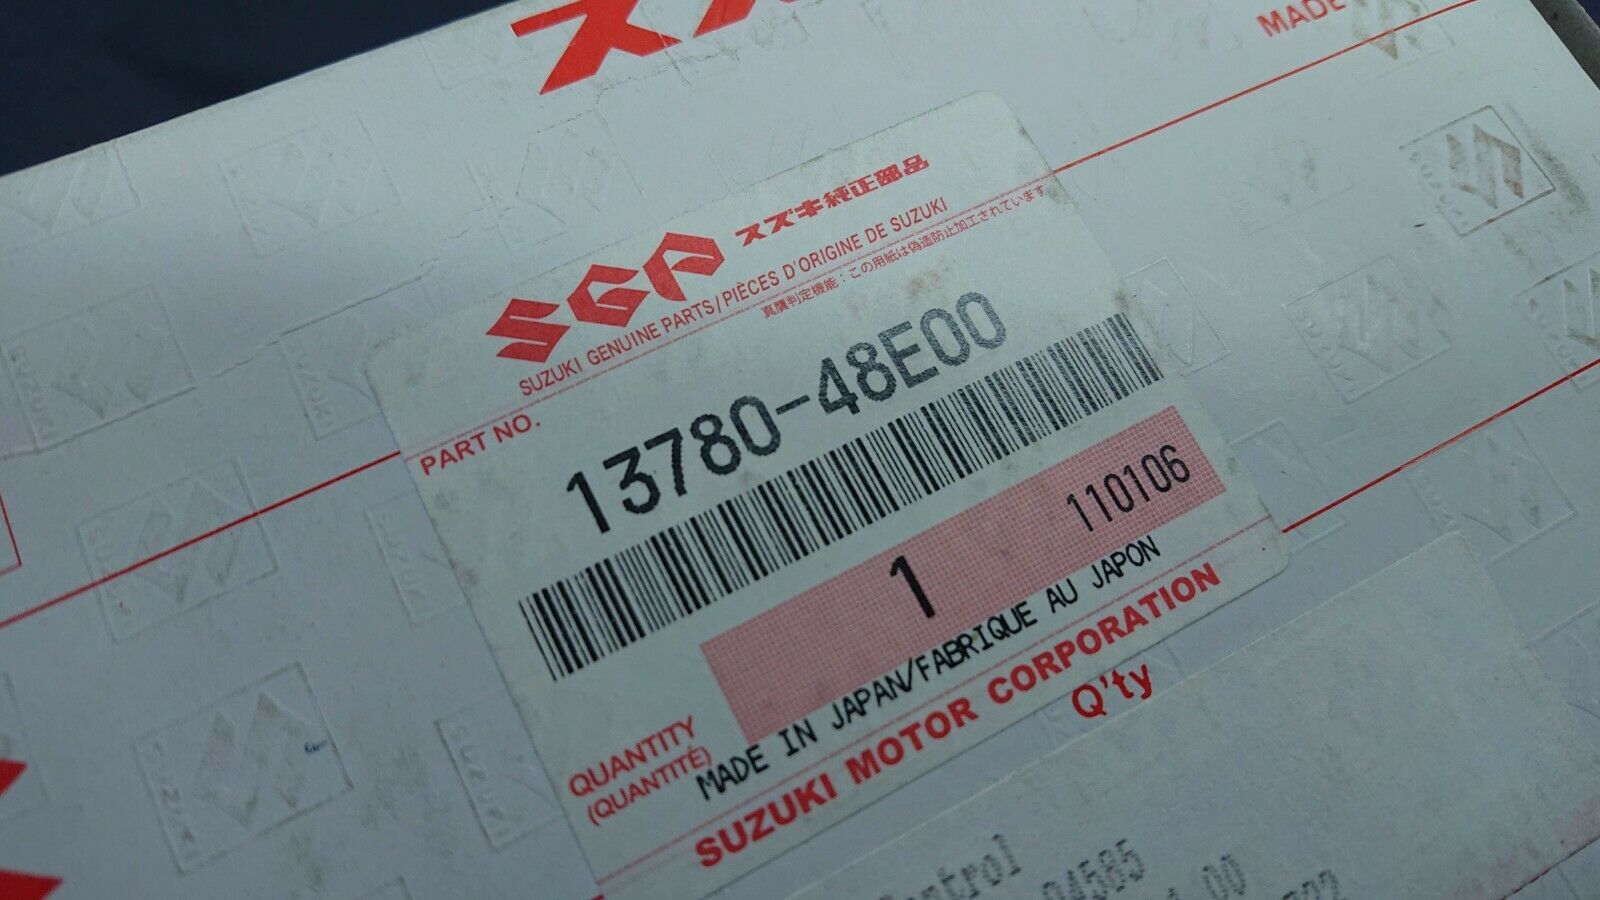 MADE
SGP スズキ純正部品
SUZUKI GENUINE PARTS/PIÈCES D'ORIGINE DE SUZUKI
真贋判定機能：この用紙は偽造防止加工されています
PART NO.
13780-48E00
110106
1
QUANTITY
(QUANTITÉ)
MADE IN JAPAN/FABRIQUE AU JAPON
SUZUKI MOTOR CORPORATION
Q'ty
SUZUKI
SUZUKI
SUZUKI